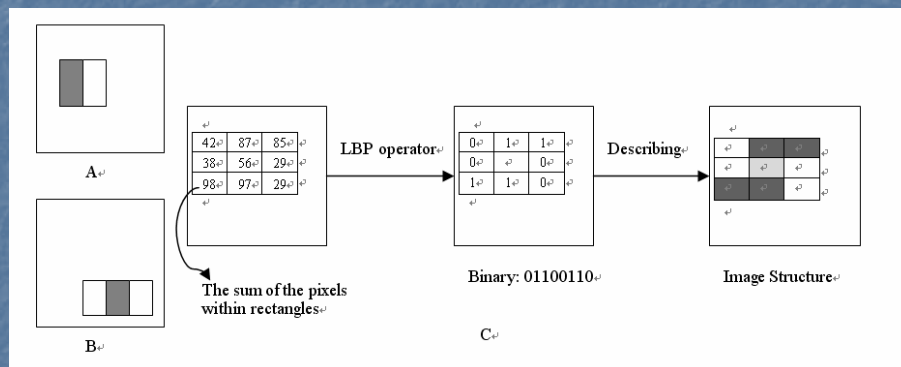 A
B
42 87 85
38 56 29
98 97 29
The sum of the pixels
within rectangles
LBP operator
0 1 1
0 0
1 1 0
Binary: 01100110
Describing
Image Structure
C